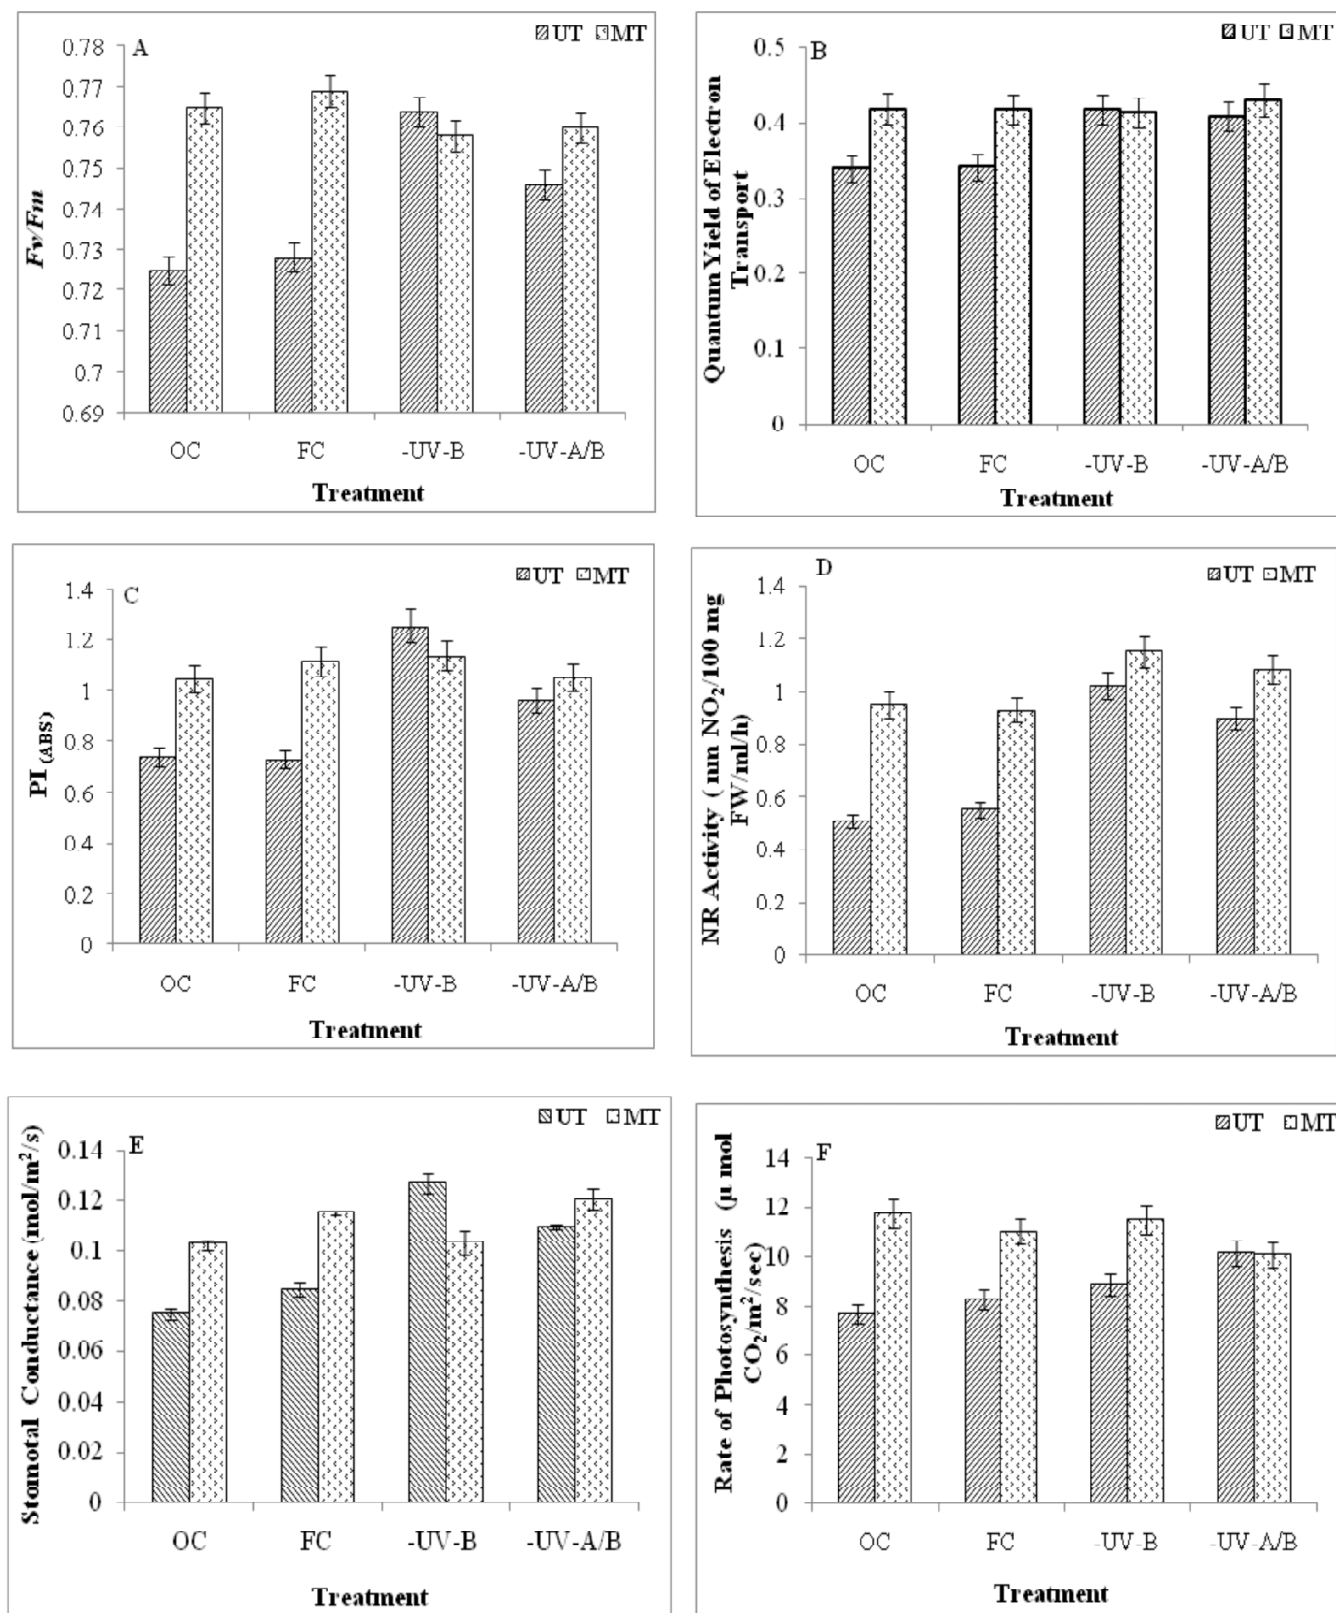 A
UT MT
0.78
0.77
0.76
0.75
0.74
0.73
0.72
0.71
0.7
0.69
Fv/Fm
OC FC -UV-B -UV-A/B
Treatment
B
UT MT
0.5
0.4
0.3
0.2
0.1
0
Quantum Yield of Electron
Transport
OC FC -UV-B -UV-A/B
Treatment
C
UT MT
1.4
1.2
1
0.8
0.6
0.4
0.2
0
PI(ABS)
OC FC -UV-B -UV-A/B
Treatment
D
UT MT
1.4
1.2
1
0.8
0.6
0.4
0.2
0
NR Activity ( nm NO2/100 mg
FW/ml/h)
OC FC -UV-B -UV-A/B
Treatment
E
UT MT
0.14
0.12
0.1
0.08
0.06
0.04
0.02
0
Stomotal Conductance (mol/m²/s)
OC FC -UV-B -UV-A/B
Treatment
F
UT MT
14
12
10
8
6
4
2
0
Rate of Photosynthesis (µ mol
CO2/m²/sec)
OC FC -UV-B -UV-A/B
Treatment